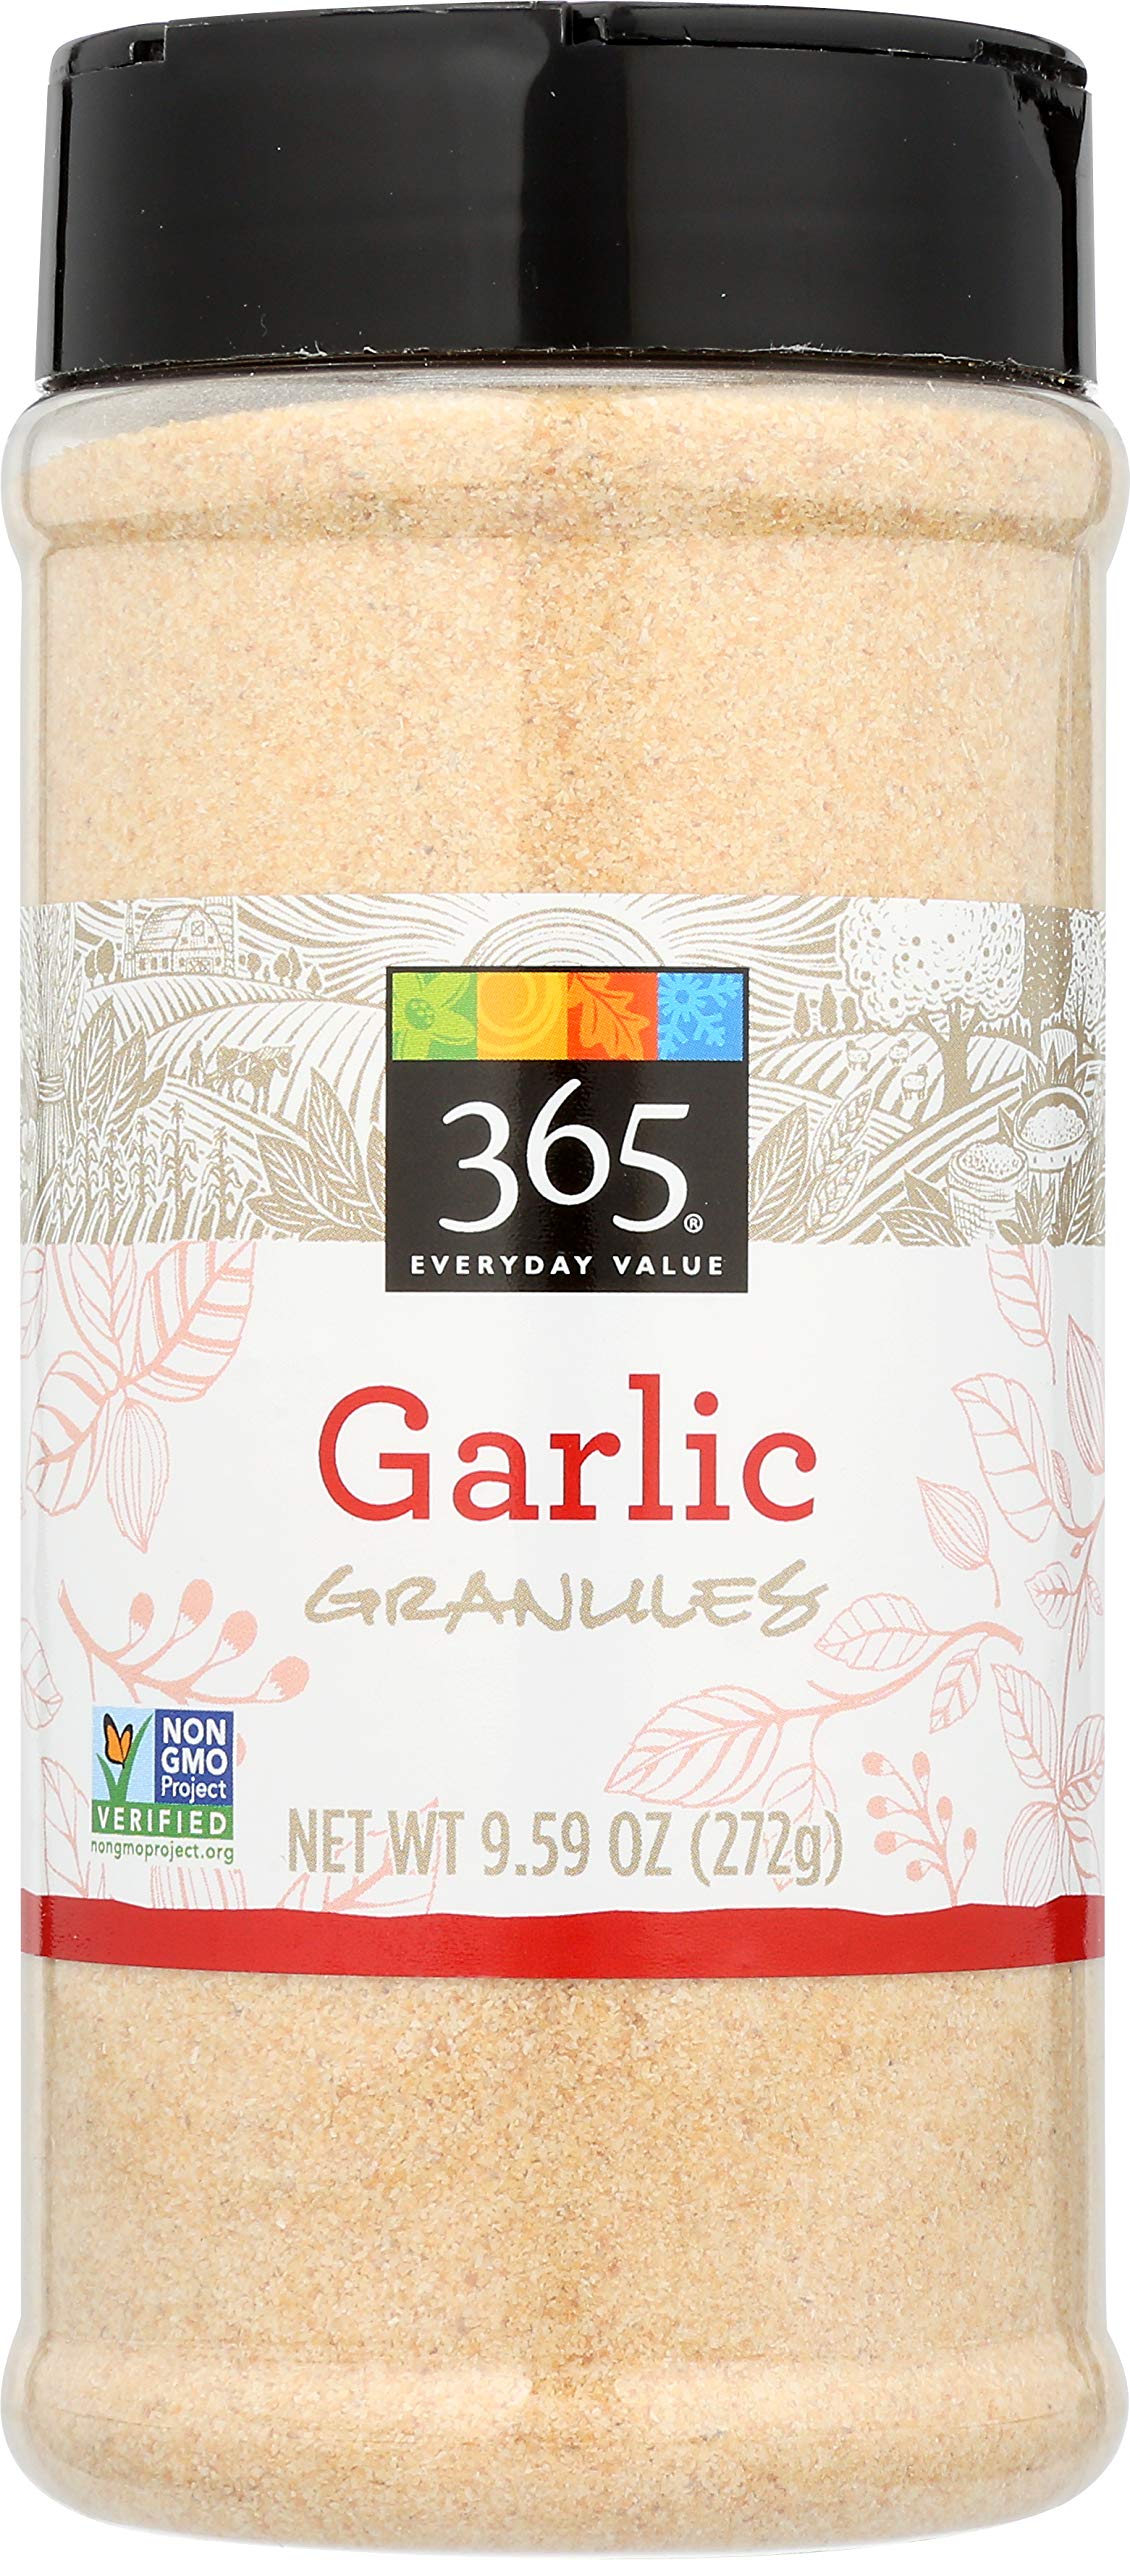 365®
EVERYDAY VALUE
Garlic
GRANULES
NON
GMO
Project
VERIFIED
nongmoproject.org
NET WT 9.59 OZ (272g)